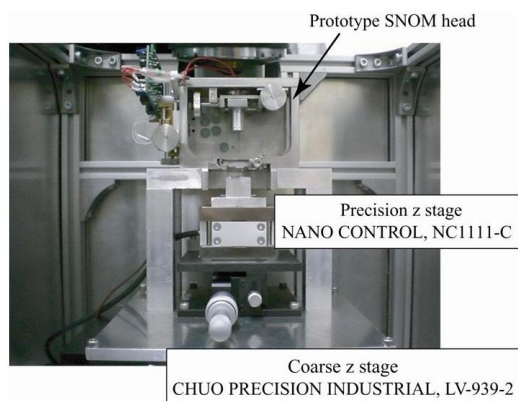 Prototype SNOM head
Precision z stage
NANO CONTROL, NC1111-C
Coarse z stage
CHUO PRECISION INDUSTRIAL, LV-939-2